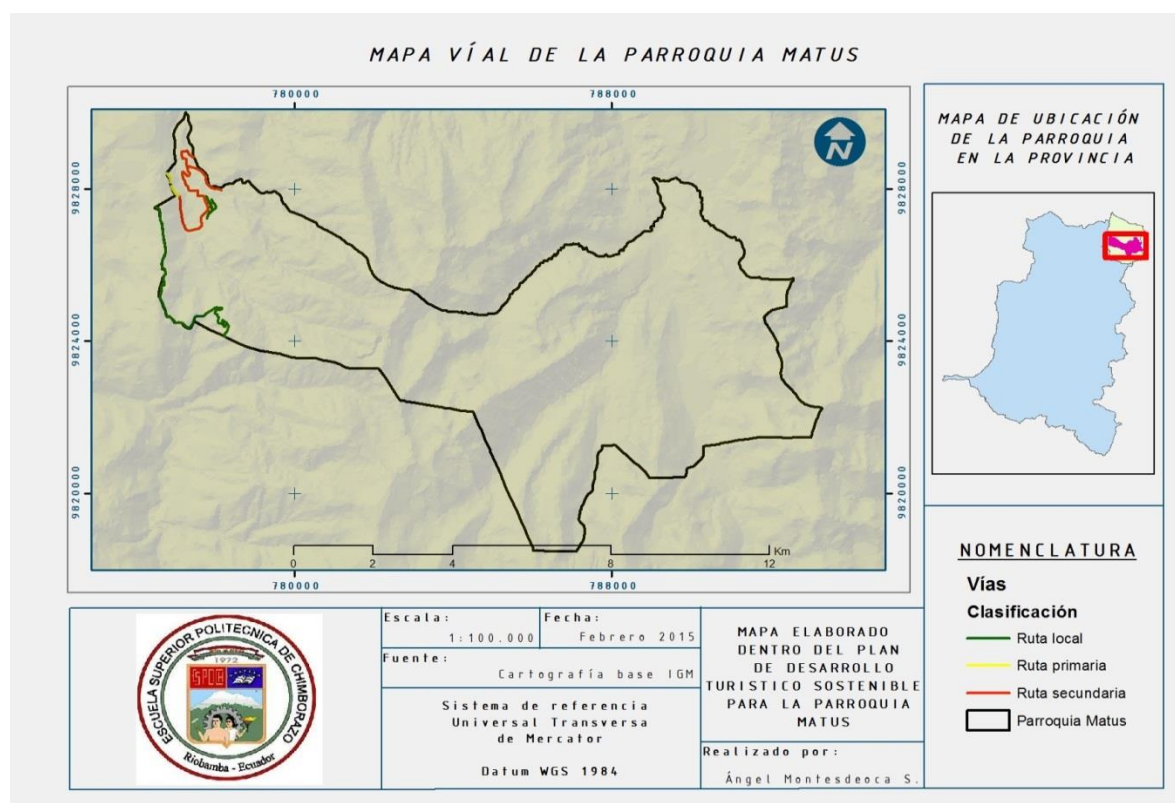 MAPA VÍAL DE LA PARROQUIA MATUS
780000
788000
9828000
9828000
9824000
9824000
9820000
9820000
N
0
2
4
8
12
Km
780000
788000
MAPA DE UBICACIÓN
DE LA PARROQUIA
EN LA PROVINCIA
NOMENCLATURA
Vías
Clasificación
Ruta local
Ruta primaria
Ruta secundaria
Parroquia Matus
ESCUELA SUPERIOR POLITECNICA DE CHIMBORAZO
1972
ESPOCH
Riobamba - Ecuador
Escala:
1:100.000
Fecha:
Febrero 2015
Fuente:
Cartografía base IGM
Sistema de referencia
Universal Transversa
de Mercator
Datum WGS 1984
MAPA ELABORADO
DENTRO DEL PLAN
DE DESARROLLO
TURISTICO SOSTENIBLE
PARA LA PARROQUIA
MATUS
Realizado por:
Ángel Montesdeoca S.